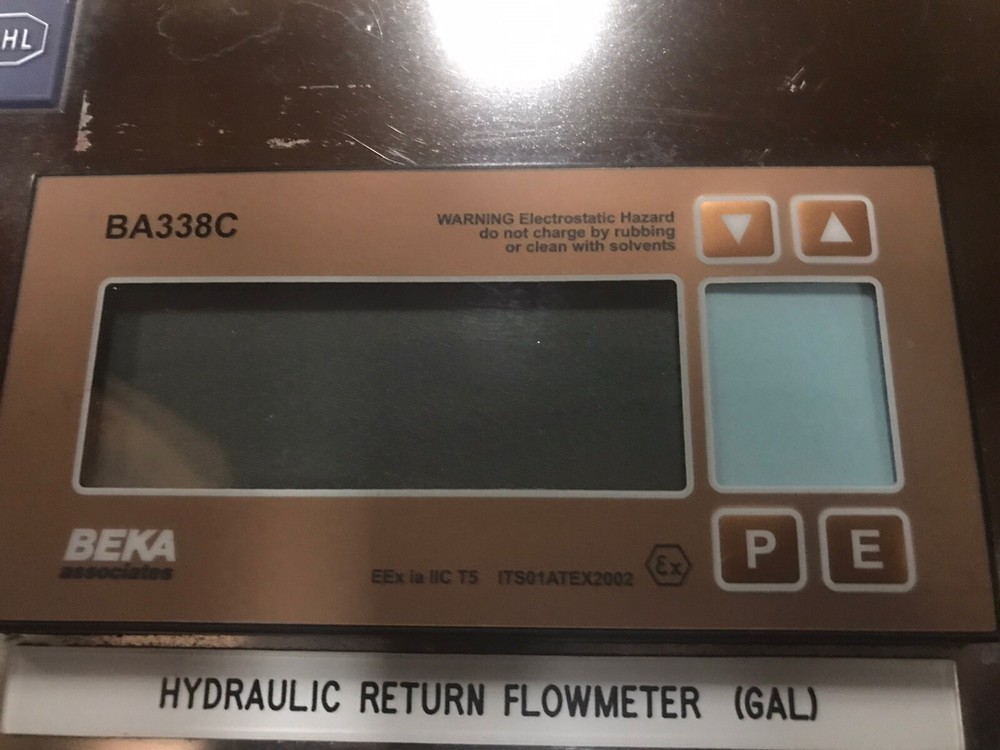 HL
BA338C
WARNING Electrostatic Hazard
do not charge by rubbing
or clean with solvents
BEKA
associates
EEx ia IIC T5 ITS01ATEX2002
Ex
P E
HYDRAULIC RETURN FLOWMETER (GAL)